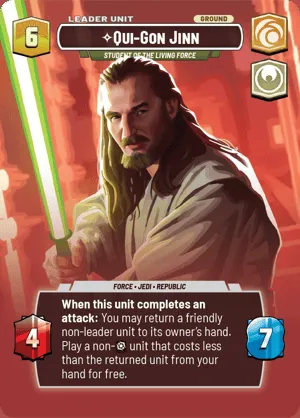 LEADER UNIT
GROUND
6
✧QUI-GON JINN
STUDENT OF THE LIVING FORCE
FORCE • JEDI • REPUBLIC
When this unit completes an
attack: You may return a friendly
non-leader unit to its owner's hand.
Play a non- unit that costs less
than the returned unit from your
hand for free.
4
7